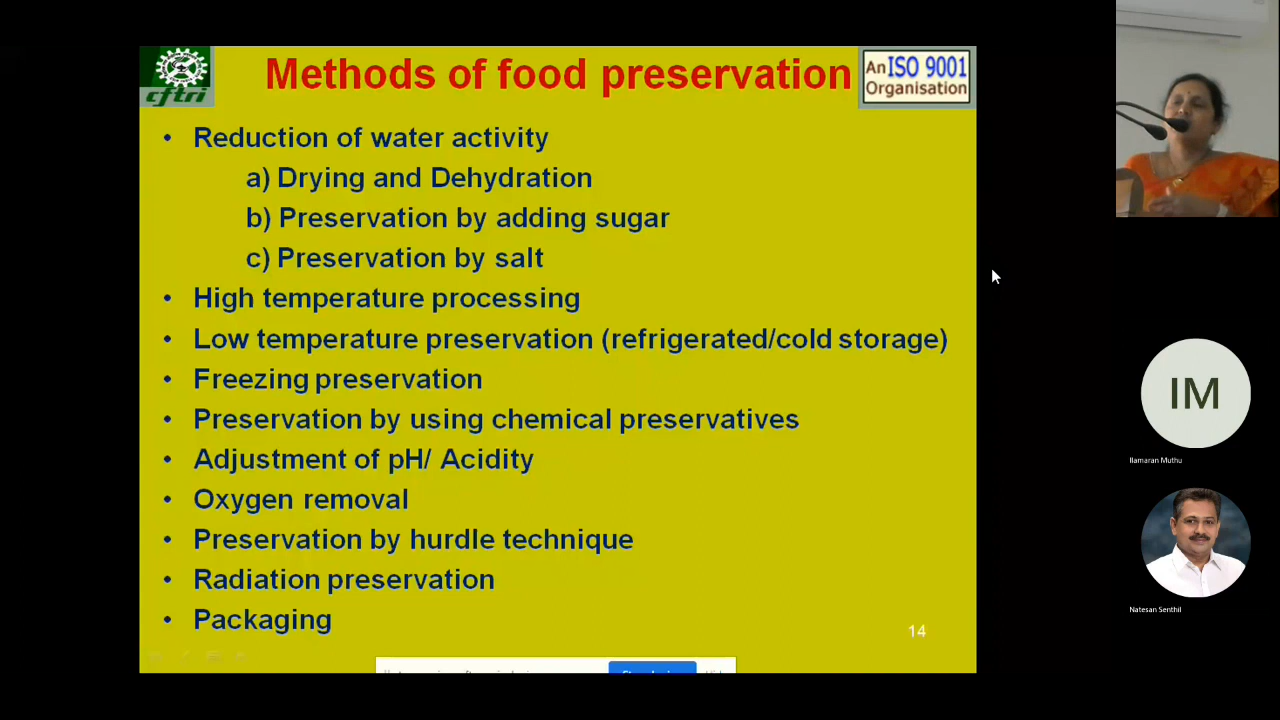 cftri
Methods of food preservation
An ISO 9001
Organisation
• Reduction of water activity
a) Drying and Dehydration
b) Preservation by adding sugar
c) Preservation by salt
• High temperature processing
• Low temperature preservation (refrigerated/cold storage)
• Freezing preservation
• Preservation by using chemical preservatives
• Adjustment of pH/ Acidity
• Oxygen removal
• Preservation by hurdle technique
• Radiation preservation
• Packaging
14
IM
Ilamaran Muthu
Natesan Senthil